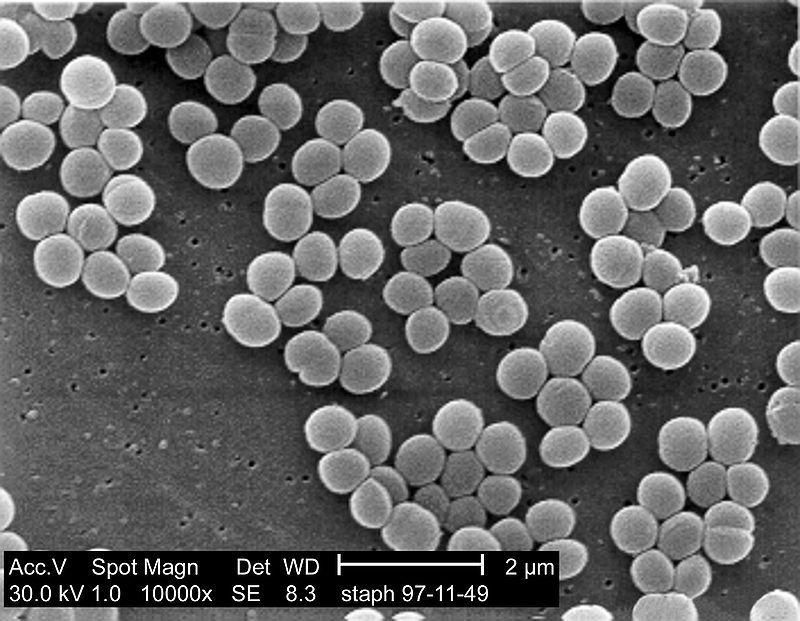 Acc.V Spot Magn Det WD 2 µm
30.0 kV 1.0 10000x SE 8.3 staph 97-11-49